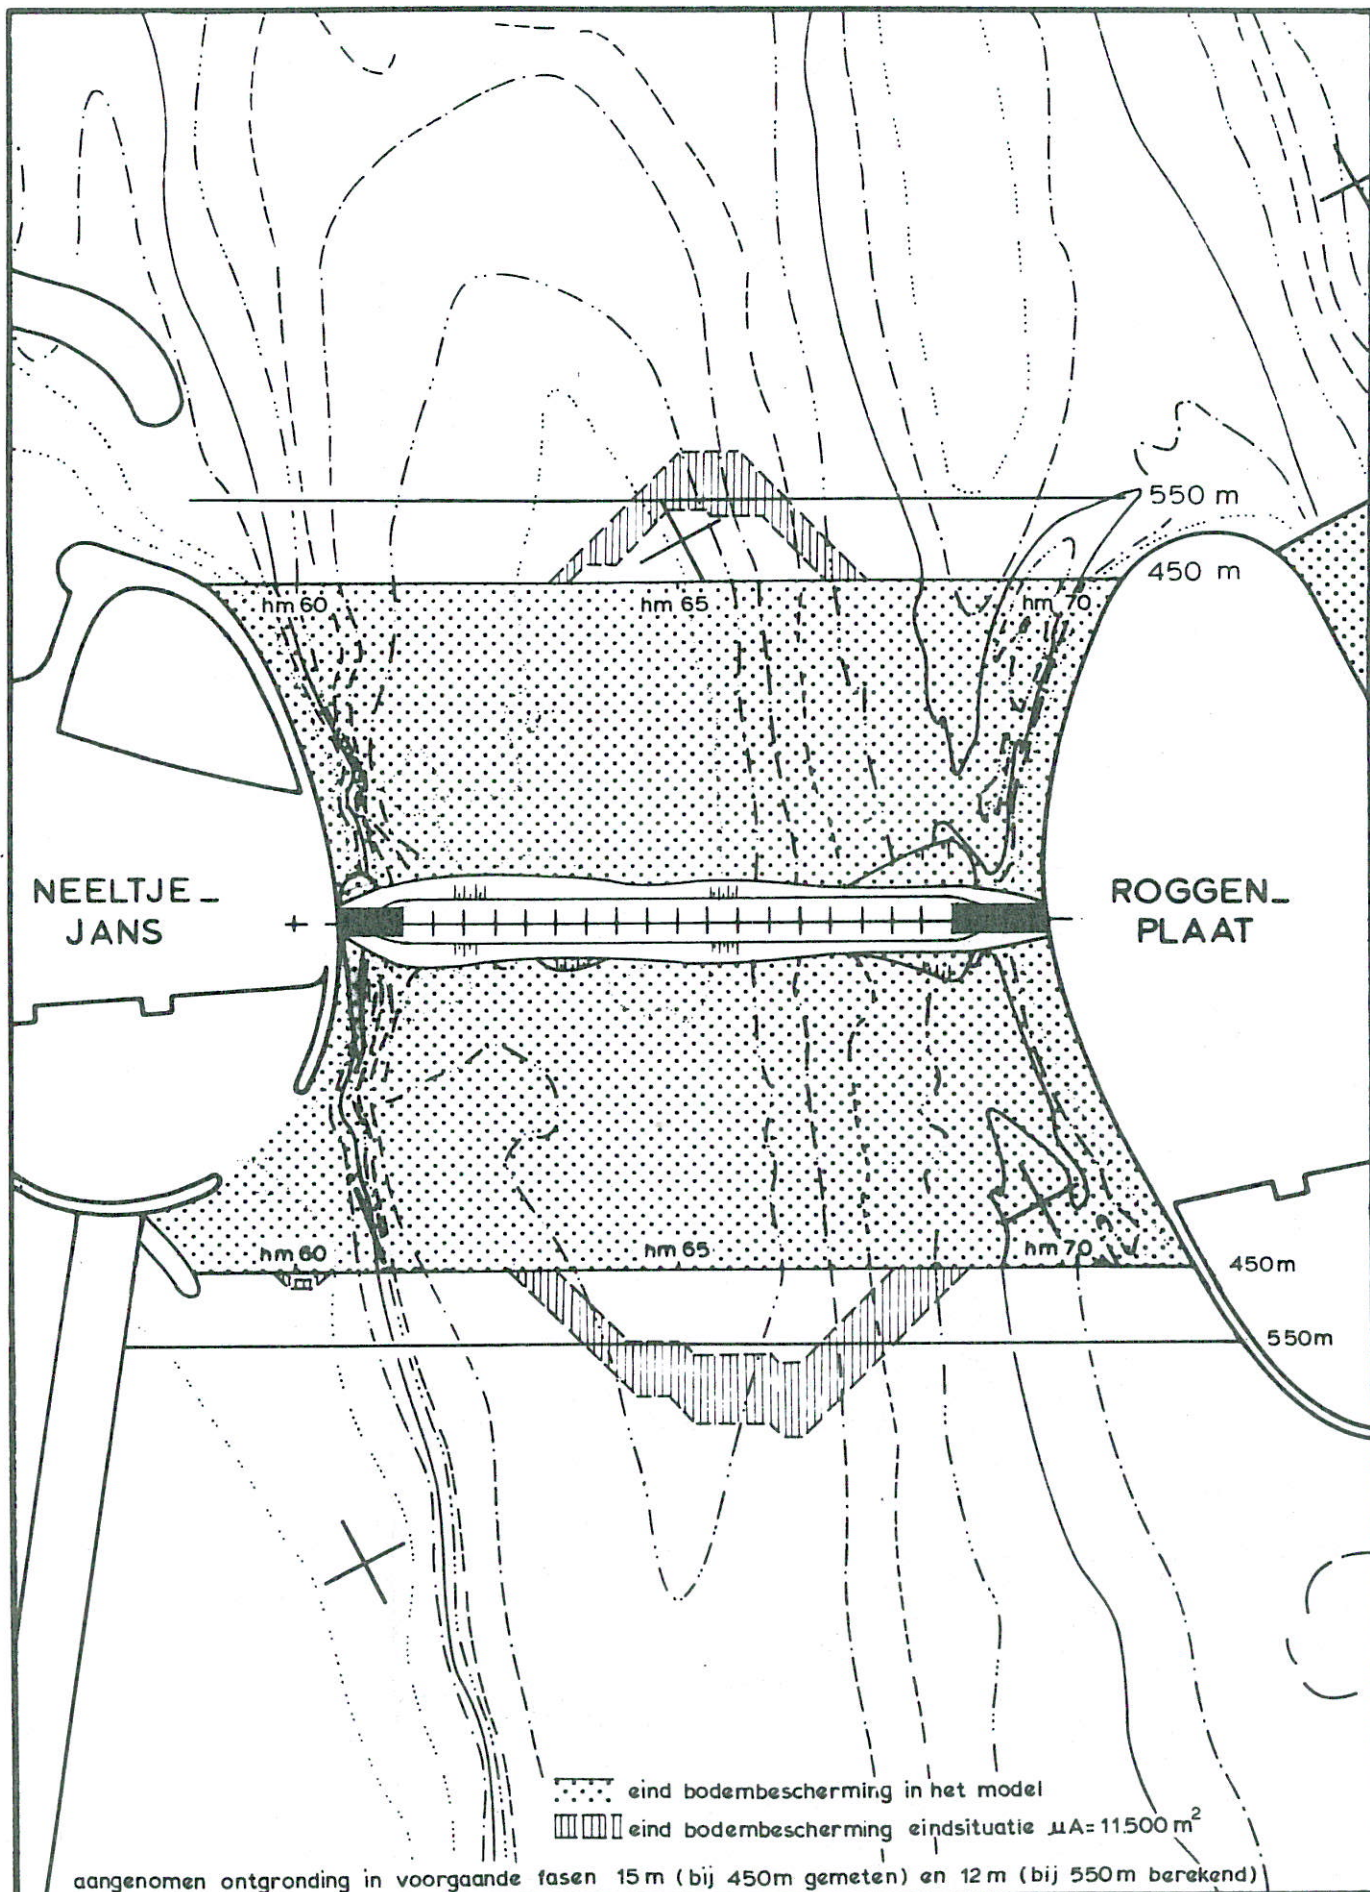 550 m
450 m
hm 60
hm 65
hm 70
NEELTJE_
JANS
ROGGEN_
PLAAT
hm 60
hm 65
hm 70
450m
550m
eind bodembescherming in het model
eind bodembescherming eindsituatie µA= 11.500 m²
aangenomen ontgronding in voorgaande fasen 15 m (bij 450m gemeten) en 12 m (bij 550m berekend)